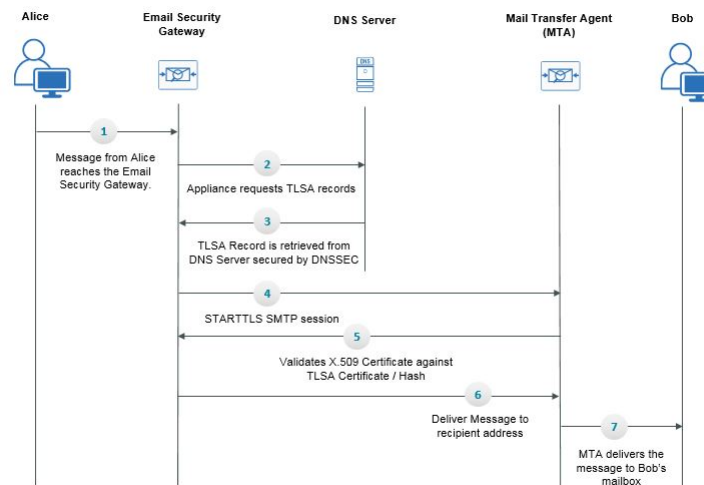 Alice
Email Security
Gateway
DNS Server
Mail Transfer Agent
(MTA)
Bob
DNS
1
Message from Alice
reaches the Email
Security Gateway.
2
Appliance requests TLSA records
3
TLSA Record is retrieved from
DNS Server secured by DNSSEC
4
STARTTLS SMTP session
5
Validates X.509 Certificate against
TLSA Certificate / Hash
6
Deliver Message to
recipient address
7
MTA delivers the
message to Bob's
mailbox